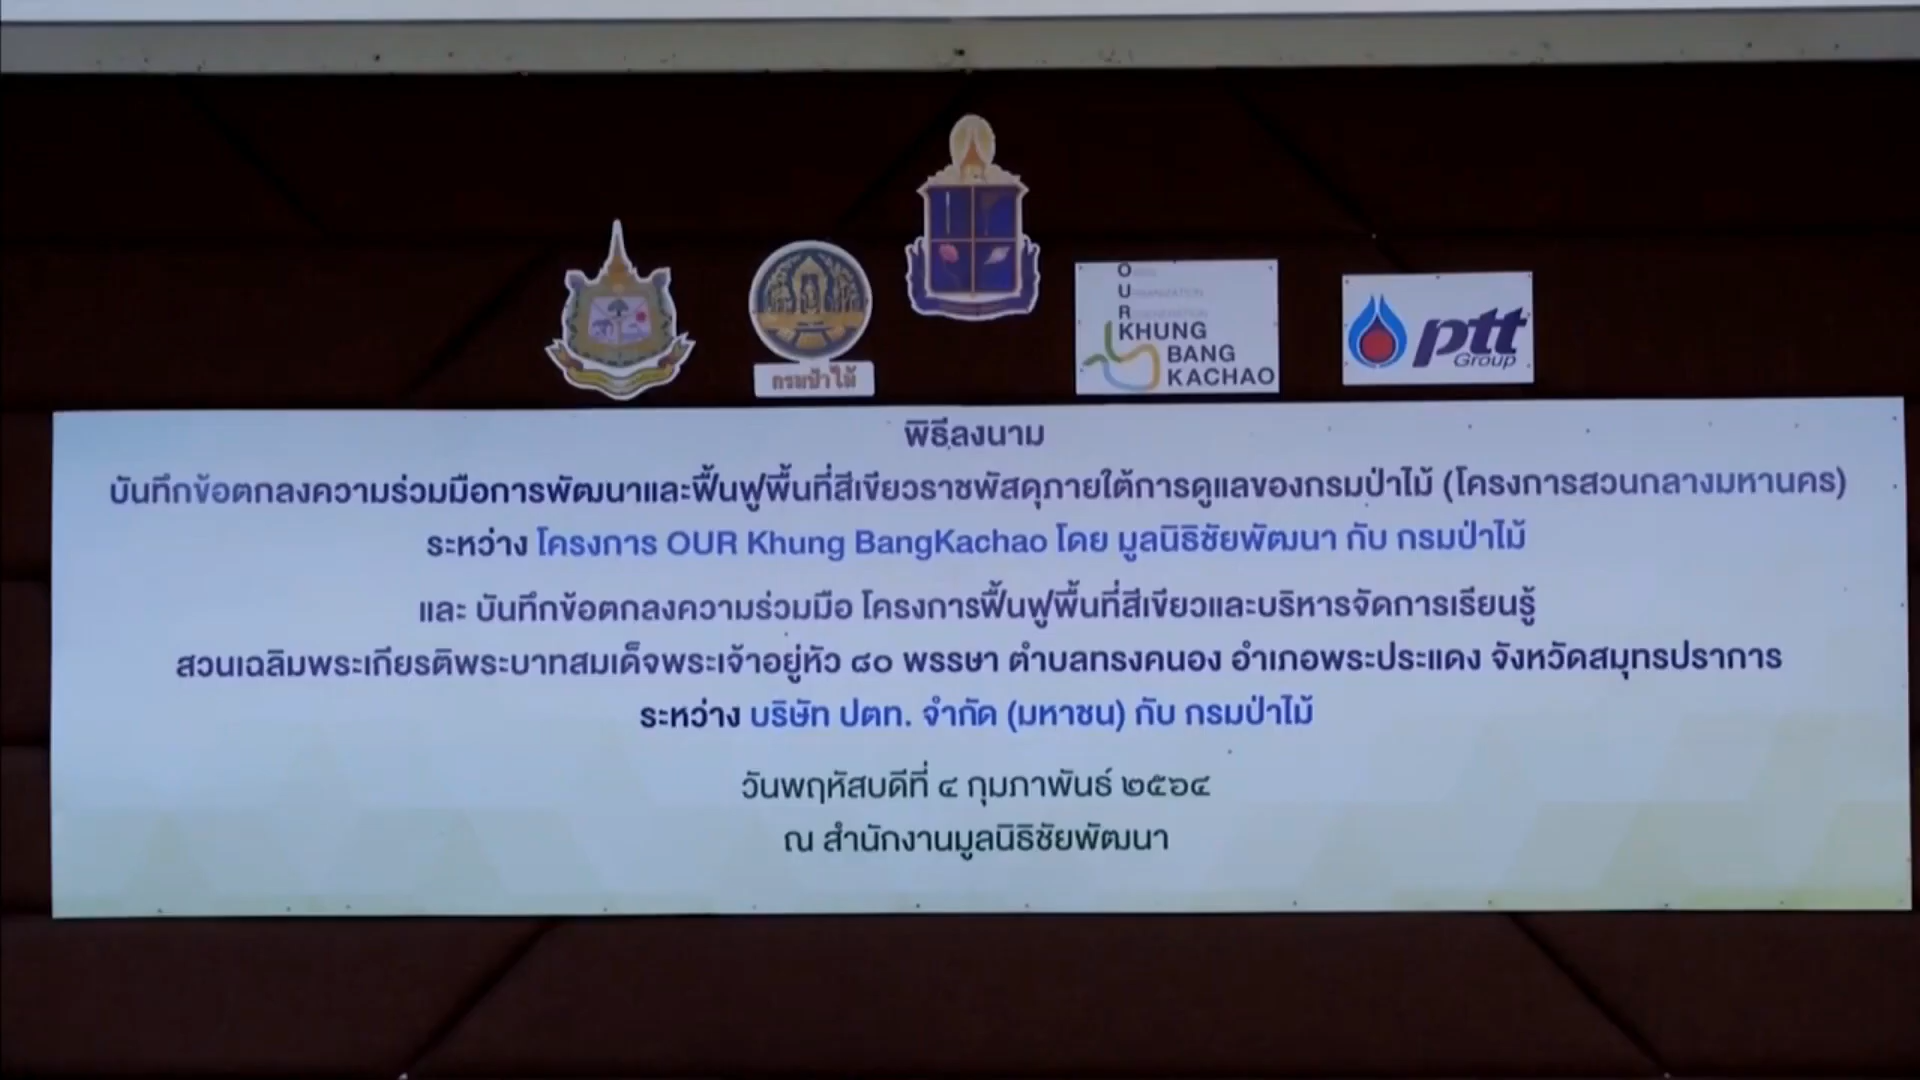 กรมป่าไม้
OUR
KHUNG
BANG
KACHAO
ptt
Group
พิธีลงนาม
บันทึกข้อตกลงความร่วมมือการพัฒนาและฟื้นฟูพื้นที่สีเขียวราชพัสดุภายใต้การดูแลของกรมป่าไม้ (โครงการสวนกลางมหานคร)
ระหว่าง โครงการ OUR Khung BangKachao โดย มูลนิธิชัยพัฒนา กับ กรมป่าไม้
และ บันทึกข้อตกลงความร่วมมือ โครงการฟื้นฟูพื้นที่สีเขียวและบริหารจัดการเรียนรู้
สวนเฉลิมพระเกียรติพระบาทสมเด็จพระเจ้าอยู่หัว ๘๐ พรรษา ตำบลทรงคนอง อำเภอพระประแดง จังหวัดสมุทรปราการ
ระหว่าง บริษัท ปตท. จำกัด (มหาชน) กับ กรมป่าไม้
วันพฤหัสบดีที่ ๔ กุมภาพันธ์ ๒๕๖๔
ณ สำนักงานมูลนิธิชัยพัฒนา